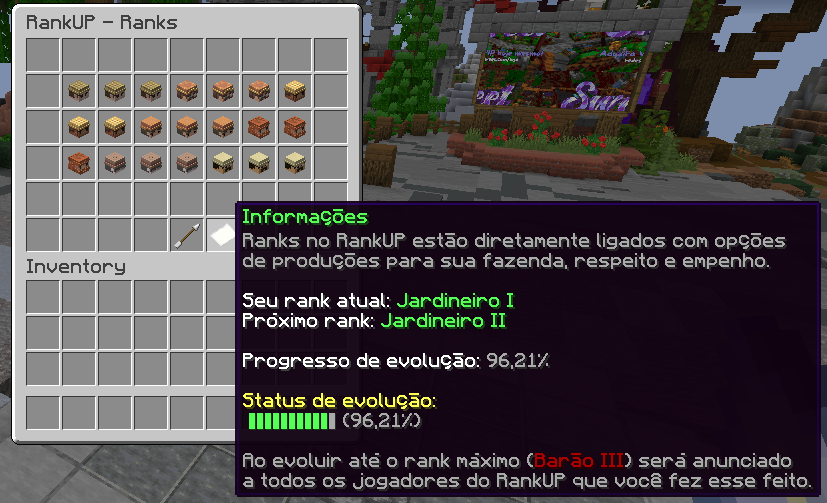 RankUP - Ranks
Inventory
Informações
Ranks no RankUP estão diretamente ligados com opções
de produções para sua fazenda, respeito e empenho.
Seu rank atual: Jardineiro I
Próximo rank: Jardineiro II
Progresso de evolução: 96,21%
Status de evolução:
(96,21%)
Ao evoluir até o rank máximo (Barão III) será anunciado
a todos os jogadores do RankUP que você fez esse feito.